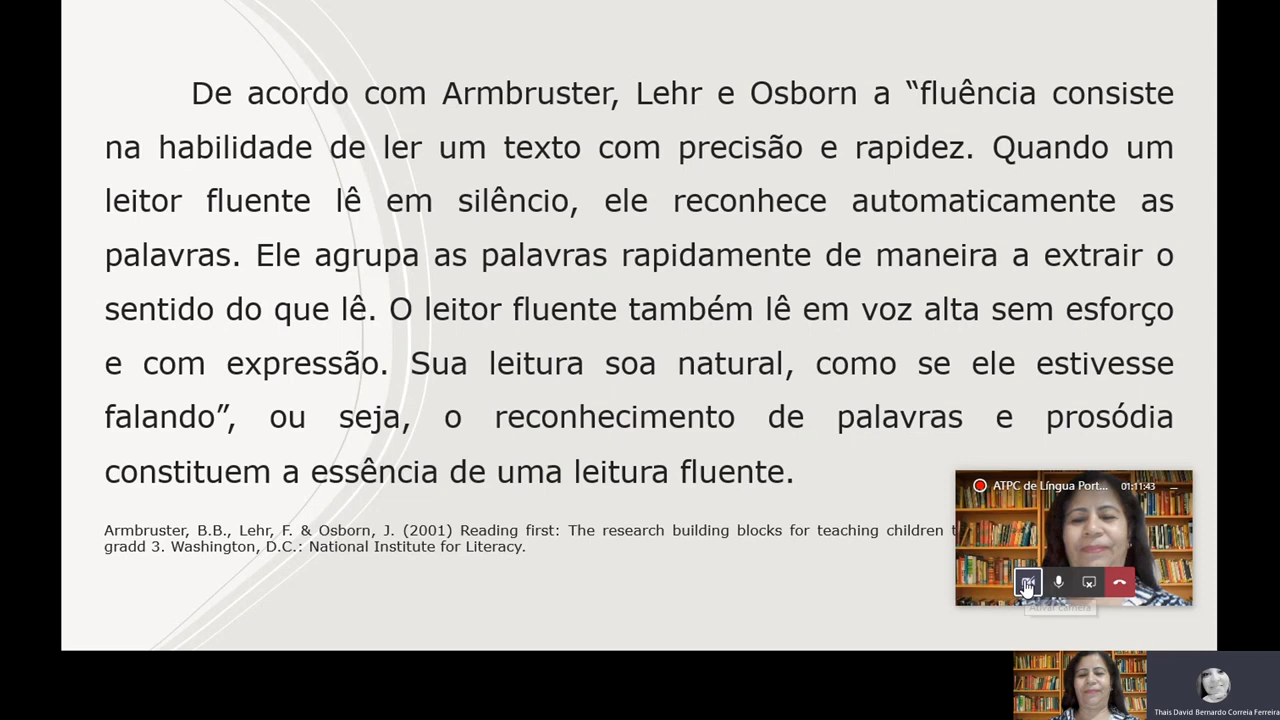 De acordo com Armbruster, Lehr e Osborn a “fluência consiste
na habilidade de ler um texto com precisão e rapidez. Quando um
leitor fluente lê em silêncio, ele reconhece automaticamente as
palavras. Ele agrupa as palavras rapidamente de maneira a extrair o
sentido do que lê. O leitor fluente também lê em voz alta sem esforço
e com expressão. Sua leitura soa natural, como se ele estivesse
falando”, ou seja, o reconhecimento de palavras e prosódia
constituem a essência de uma leitura fluente.
ATPC de Língua Port... 01:11:43
Armbruster, B.B., Lehr, F. & Osborn, J. (2001) Reading first: The research building blocks for teaching children
gradd 3. Washington, D.C.: National Institute for Literacy.
Ativar câmera
Thais David Bernardo Correia Ferreira